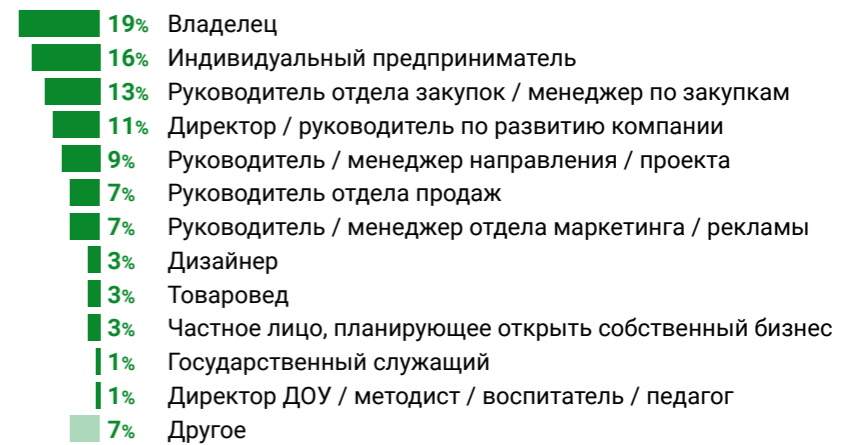 19% Владелец
16% Индивидуальный предприниматель
13% Руководитель отдела закупок / менеджер по закупкам
11% Директор / руководитель по развитию компании
9% Руководитель / менеджер направления / проекта
7% Руководитель отдела продаж
7% Руководитель / менеджер отдела маркетинга / рекламы
3% Дизайнер
3% Товаровед
3% Частное лицо, планирующее открыть собственный бизнес
1% Государственный служащий
1% Директор ДОУ / методист / воспитатель / педагог
7% Другое